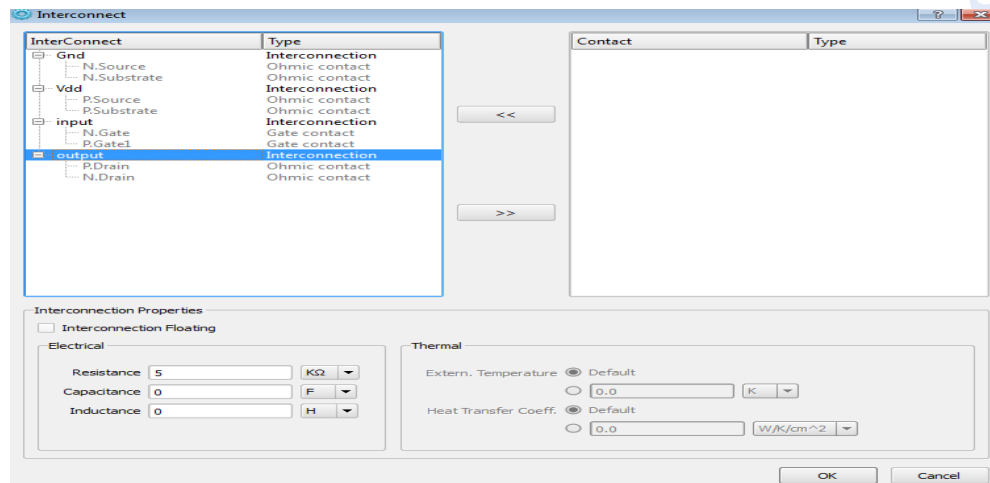 Interconnect
InterConnect Type
Gnd Interconnection
N.Source Ohmic contact
N.Substrate Ohmic contact
Vdd Interconnection
P.Source Ohmic contact
P.Substrate Ohmic contact
input Interconnection
N.Gate Gate contact
P.Gate1 Gate contact
output Interconnection
P.Drain Ohmic contact
N.Drain Ohmic contact
<<
>>
Contact Type
Interconnection Properties
Interconnection Floating
Electrical
Resistance 5 KΩ
Capacitance 0 F
Inductance 0 H
Thermal
Extern. Temperature Default
0.0 K
Heat Transfer Coeff. Default
0.0 W/K/cm^2
OK Cancel